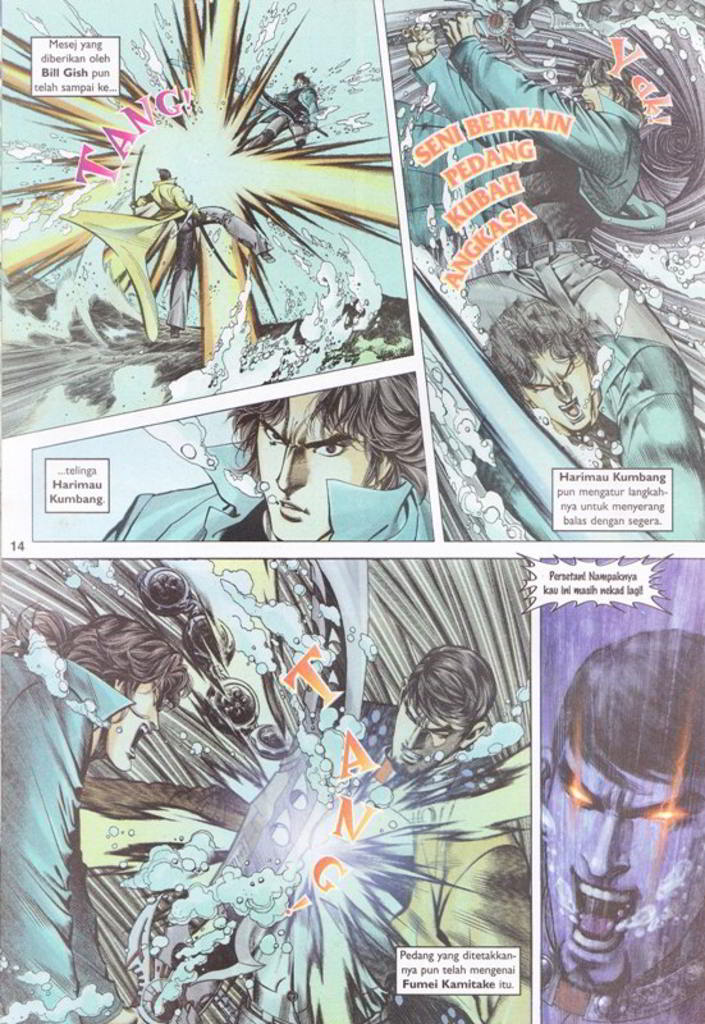 Mesej yang
diberikan oleh
Bill Gish pun
telah sampai ke...
TANG!
Yak!
SENI BERMAIN
PEDANG
KUBAH
ANGKASA
...telinga
Harimau
Kumbang.
Harimau Kumbang
pun mengatur langkah-
nya untuk menyerang
balas dengan segera.
14
TANG!
Pedang yang ditetakkan-
nya pun telah mengenai
Fumei Kamitake itu.
Persetan! Nampaknya
kau ini masih nekad lagi!